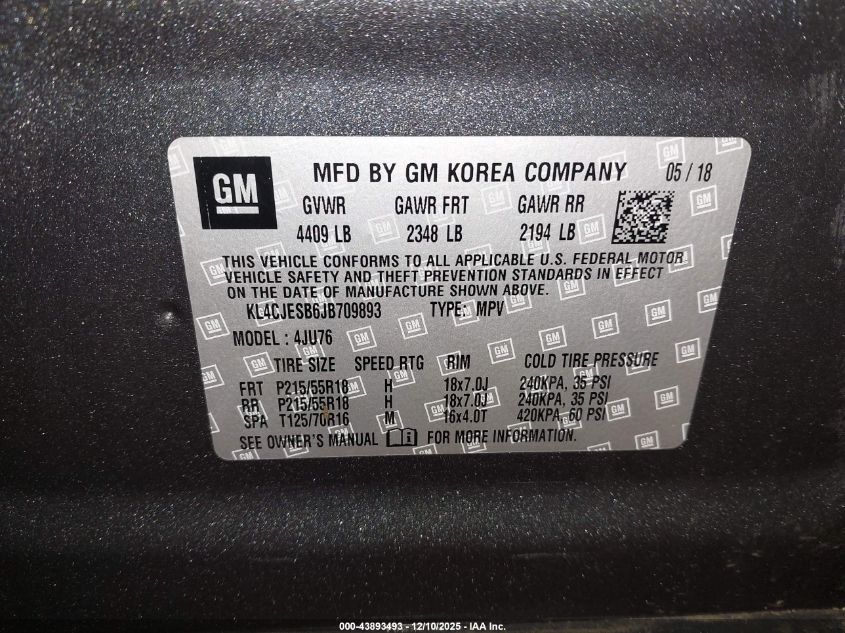 GM
MFD BY GM KOREA COMPANY 05/18
GVWR GAWR FRT GAWR RR
4409 LB 2348 LB 2194 LB
THIS VEHICLE CONFORMS TO ALL APPLICABLE U.S. FEDERAL MOTOR
VEHICLE SAFETY AND THEFT PREVENTION STANDARDS IN EFFECT
ON THE DATE OF MANUFACTURE SHOWN ABOVE.
KL4CJESB6JB709893 TYPE: MPV
MODEL : 4JU76
TIRE SIZE SPEED RTG RIM COLD TIRE PRESSURE
FRT P215/55R18 H 18x7.0J 240KPA, 35 PSI
RR P215/55R18 H 18x7.0J 240KPA, 35 PSI
SPA T125/70R16 M 16x4.0T 420KPA, 60 PSI
SEE OWNER'S MANUAL FOR MORE INFORMATION.
000-43893493 - 12/10/2025 - IAA Inc.